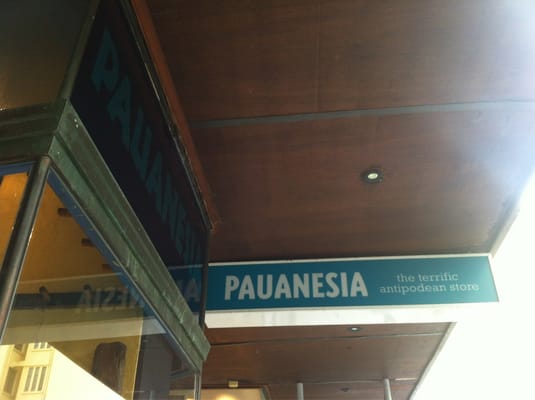 PAUANESIA
PAUANESIA
the terrific
antipodean store